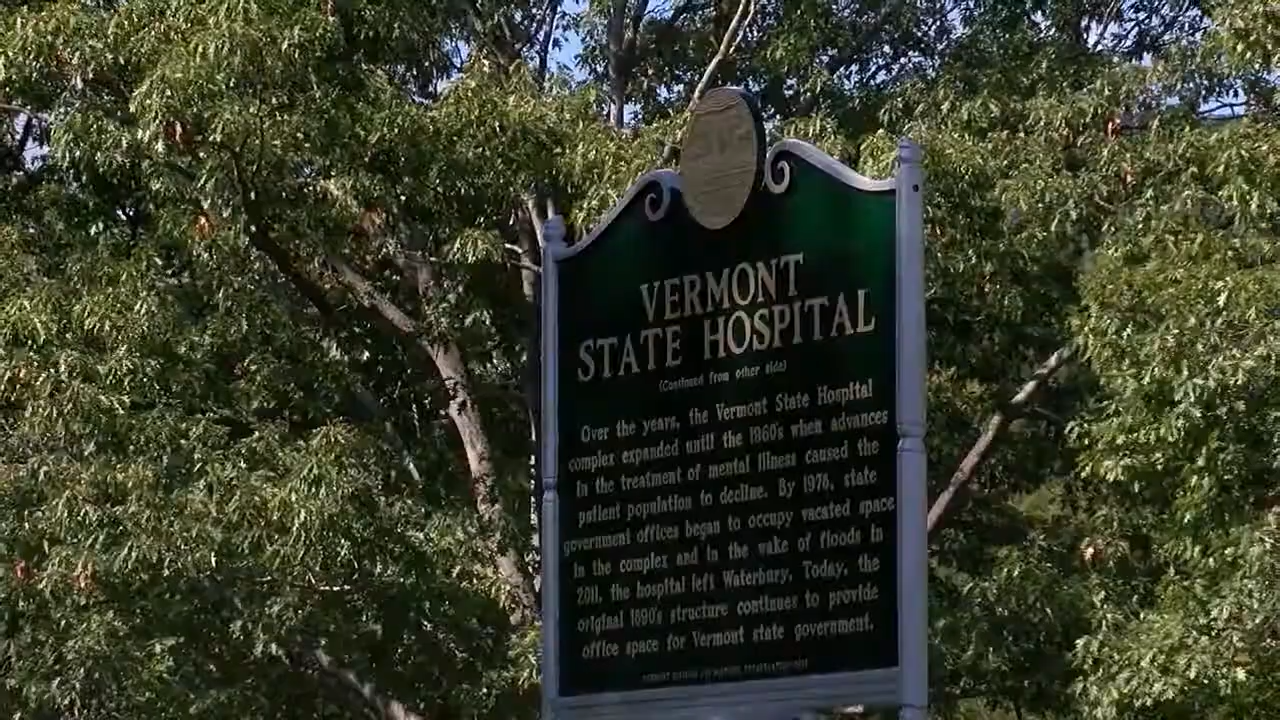 VERMONT
STATE HOSPITAL
(Continued from other side)
Over the years, the Vermont State Hospital
complex expanded until the 1960's when advances
in the treatment of mental illness caused the
patient population to decline. By 1978, state
government offices began to occupy vacated space
in the complex and in the wake of floods in
2011, the hospital left Waterbury. Today, the
original 1890's structure continues to provide
office space for Vermont state government.